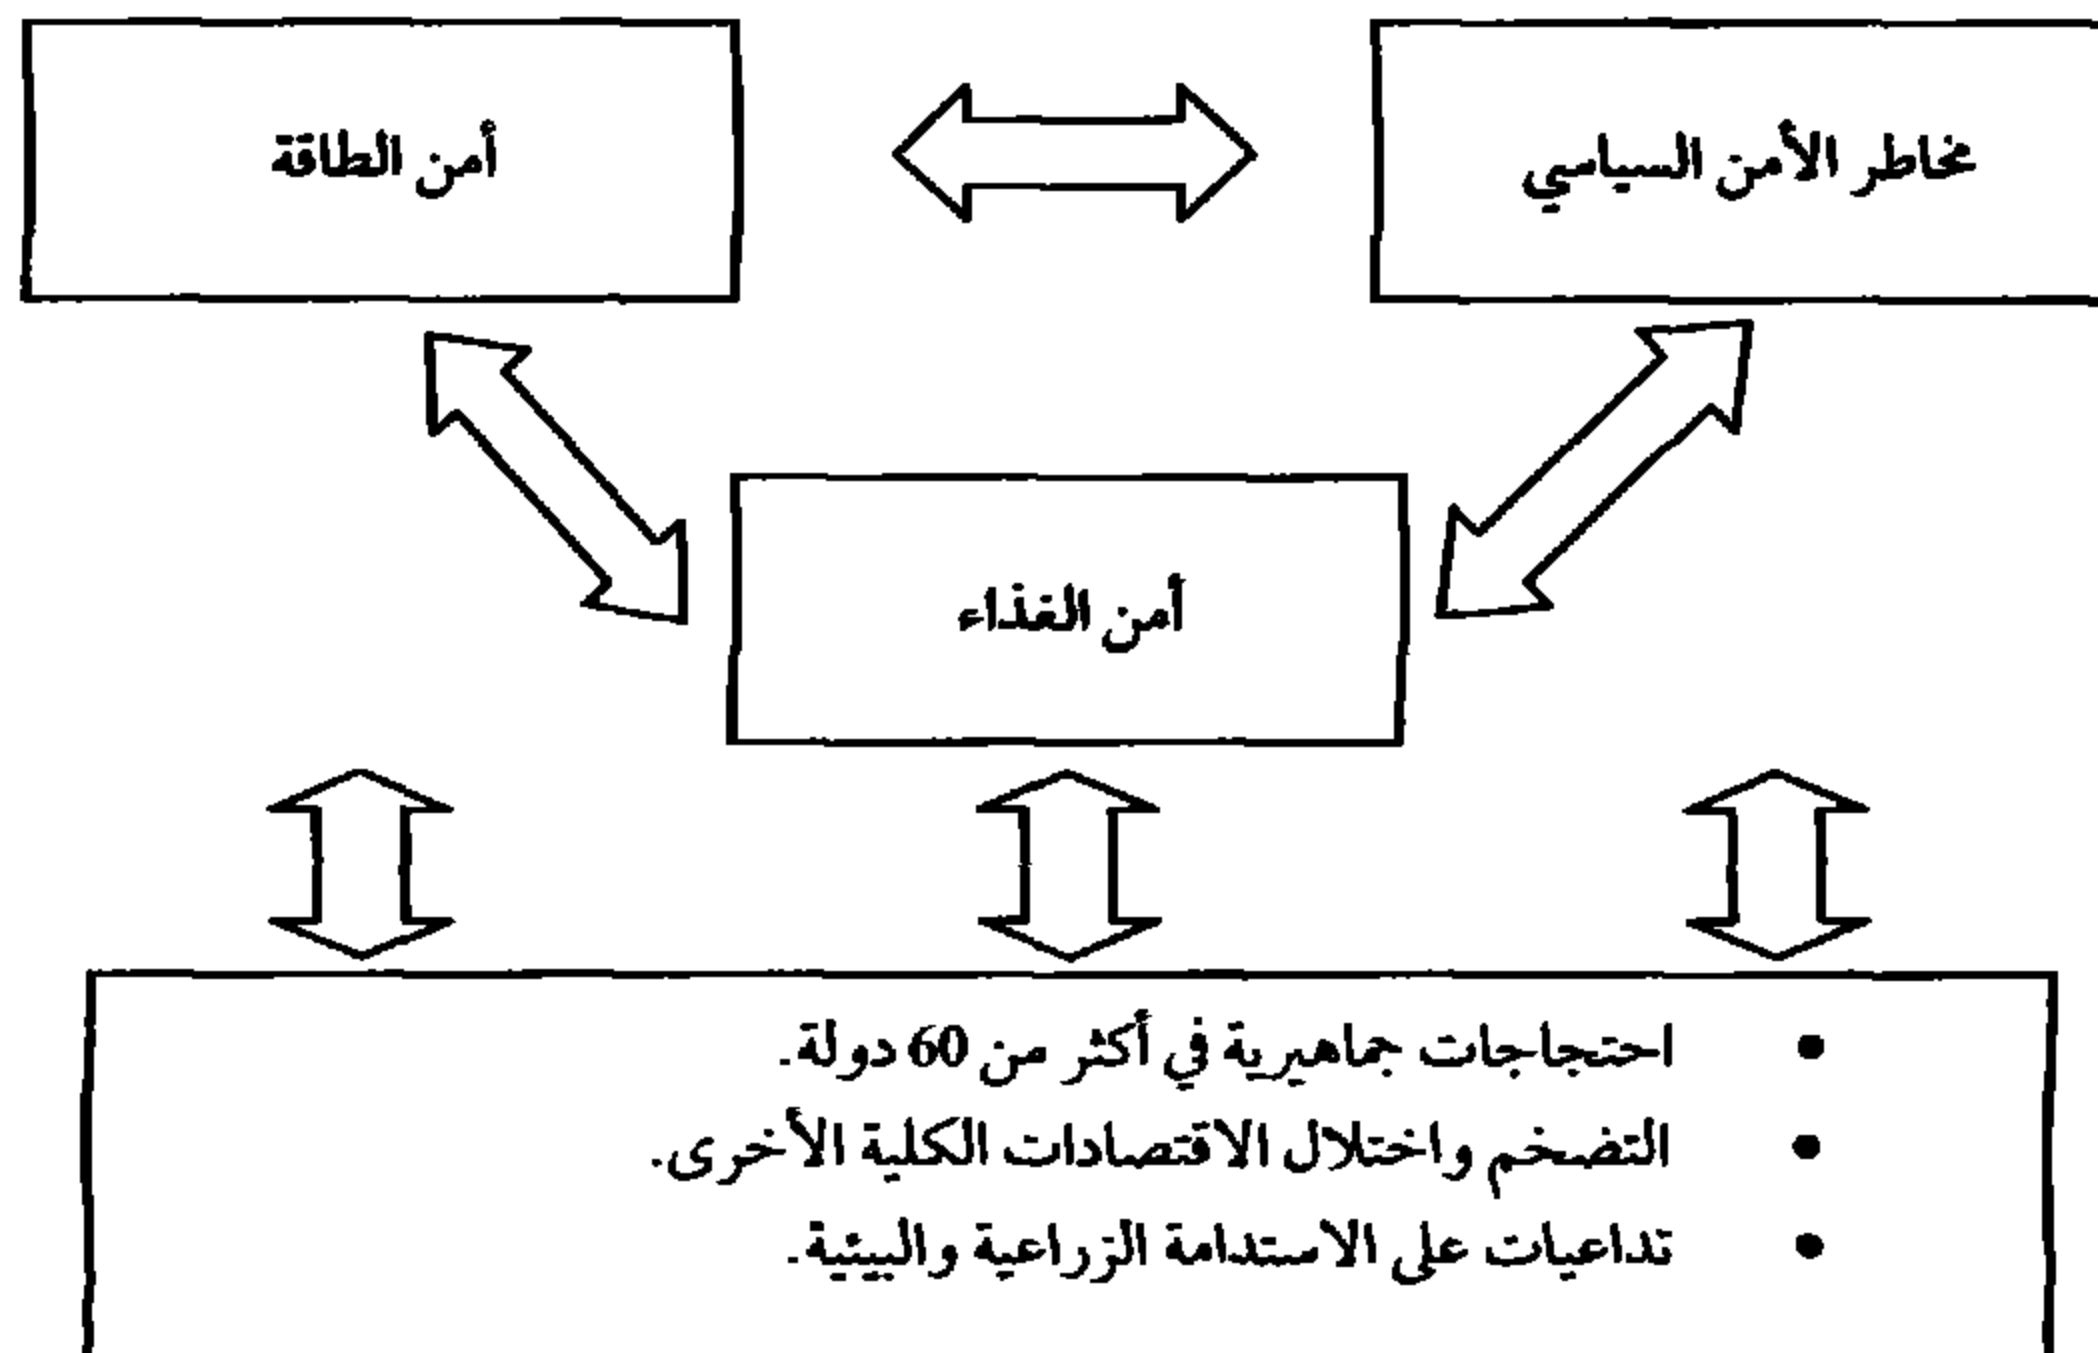 مخاطر الأمن السياسي
أمن الطاقة
أمن الغذاء
• احتجاجات جماهيرية في أكثر من 60 دولة.
• التضخم واختلال الاقتصادات الكلية الأخرى.
• تداعيات على الاستدامة الزراعية والبيئية.